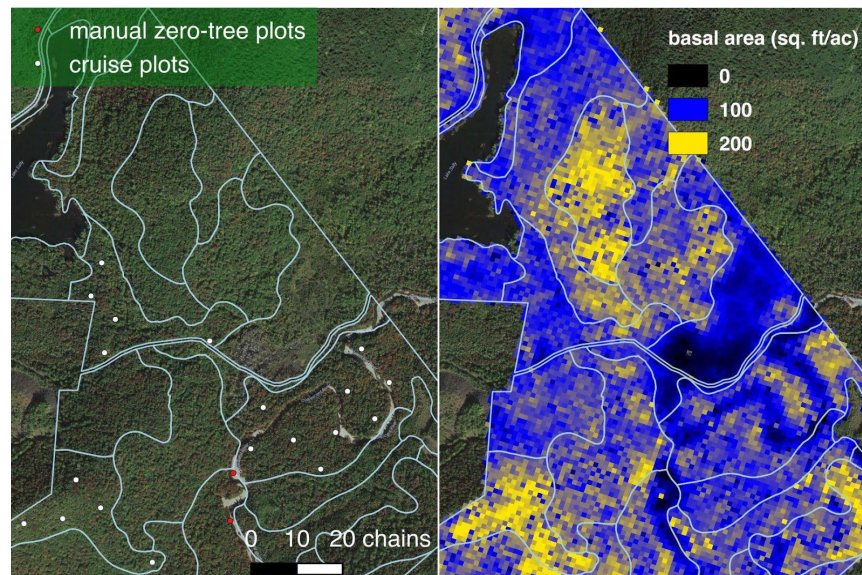 manual zero-tree plots
cruise plots
0 10 20 chains
basal area (sq. ft/ac)
0
100
200